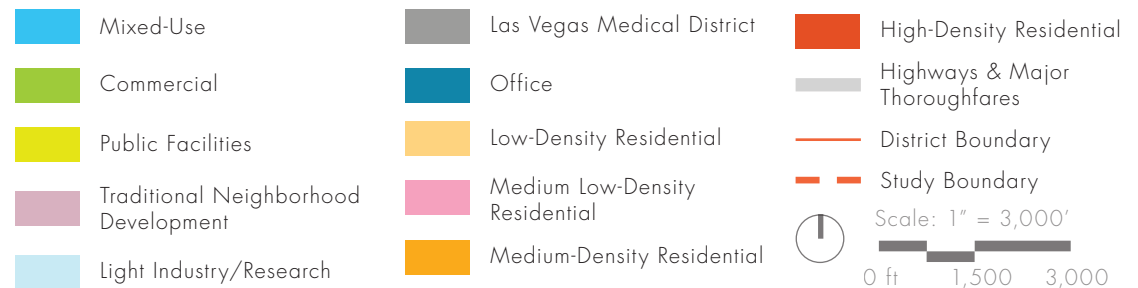 Mixed-Use
Commercial
Public Facilities
Traditional Neighborhood
Development
Light Industry/Research
Las Vegas Medical District
Office
Low-Density Residential
Medium Low-Density
Residential
Medium-Density Residential
High-Density Residential
Highways & Major
Thoroughfares
District Boundary
Study Boundary
Scale: 1" = 3,000'
0 ft 1,500 3,000